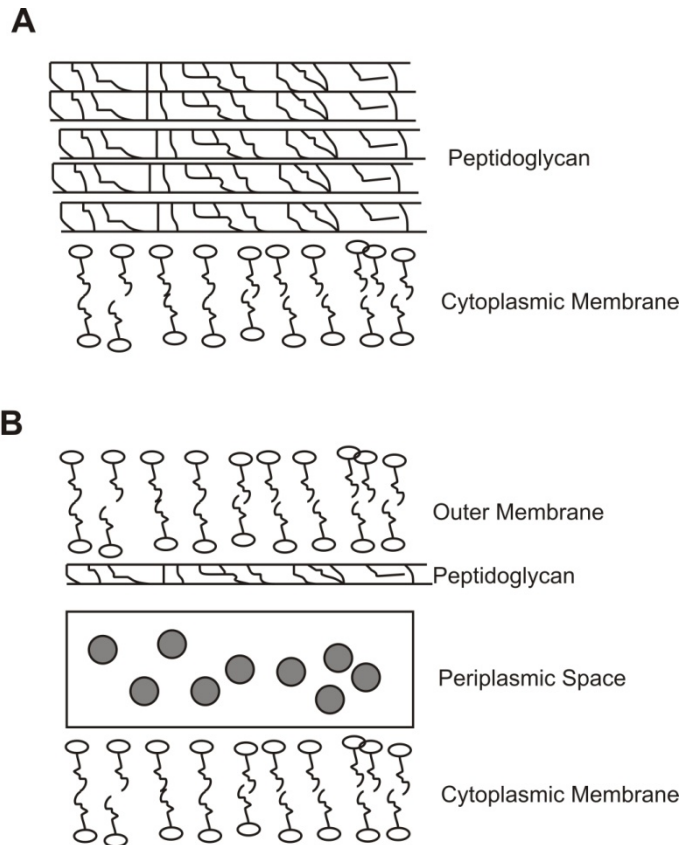 A
Peptidoglycan
Cytoplasmic Membrane
B
Outer Membrane
Peptidoglycan
Periplasmic Space
Cytoplasmic Membrane